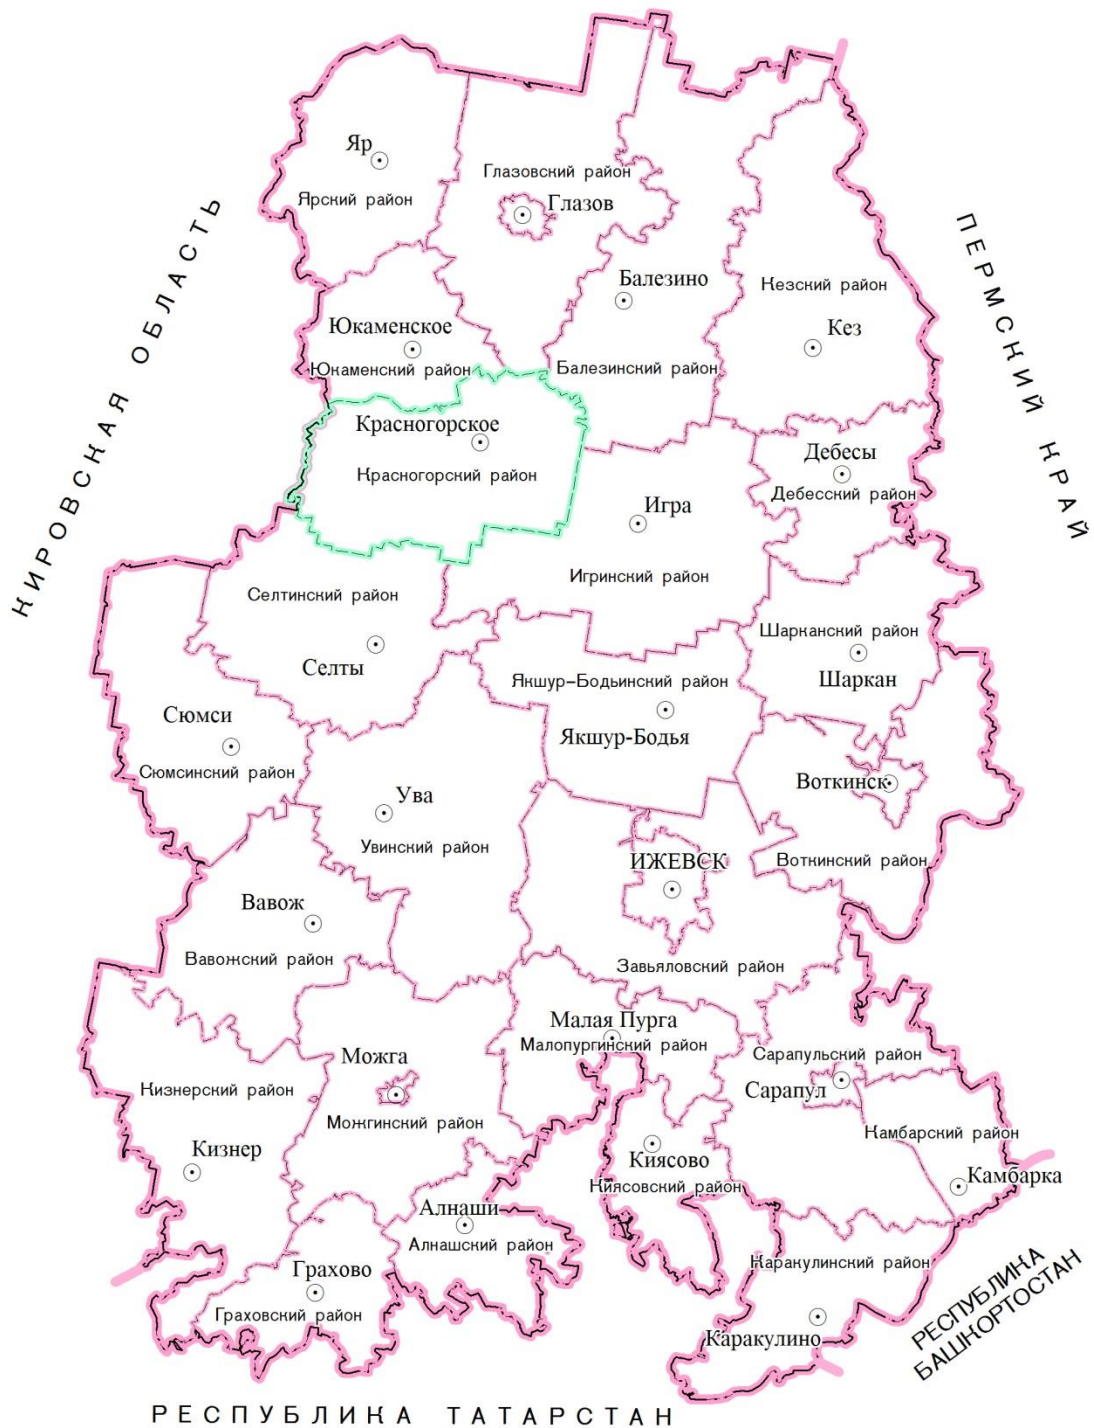 Яр
Ярский район
Глазовский район
Глазов
КИРОВСКАЯ ОБЛАСТЬ
ПЕРМСКИЙ КРАЙ
Балезино
Балезинский район
Кезский район
Кез
Юкаменское
Юкаменский район
Красногорское
Красногорский район
Дебесы
Дебесский район
Игра
Игринский район
Селтинский район
Селты
Шарканский район
Шаркан
Якшур-Бодьинский район
Якшур-Бодья
Сюмси
Сюмсинский район
Ува
Увинский район
Воткинск
Воткинский район
ИЖЕВСК
Завьяловский район
Вавож
Вавожский район
Малая Пурга
Малопургинский район
Можга
Можгинский район
Сарапульский район
Сарапул
Кизнерский район
Кизнер
Камбарский район
Камбарка
Киясово
Киясовский район
Алнаши
Алнашский район
Грахово
Граховский район
Каракулинский район
Каракулино
РЕСПУБЛИКА
БАШКОРТОСТАН
РЕСПУБЛИКА ТАТАРСТАН